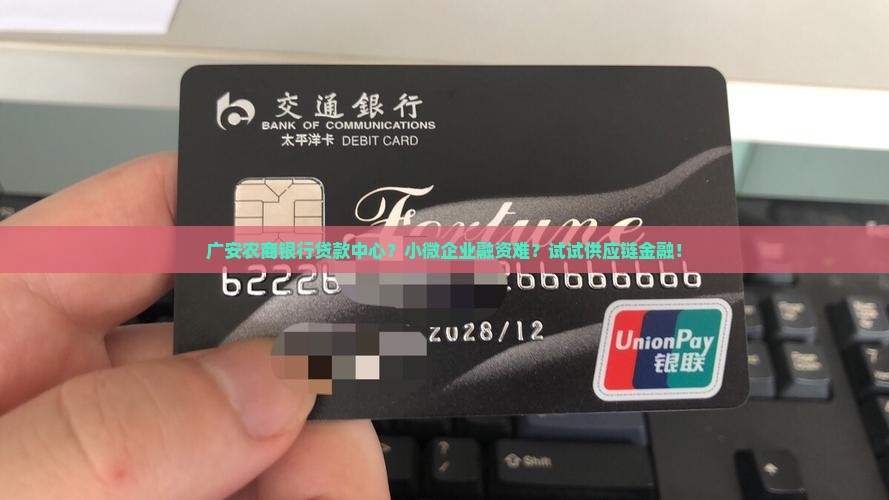 交通銀行
BANK OF COMMUNICATIONS
太平洋卡 DEBIT CARD
Fortune
广安农商银行贷款中心？小微企业融资难？试试供应链金融！
2028/12
UnionPay
银联
Shift